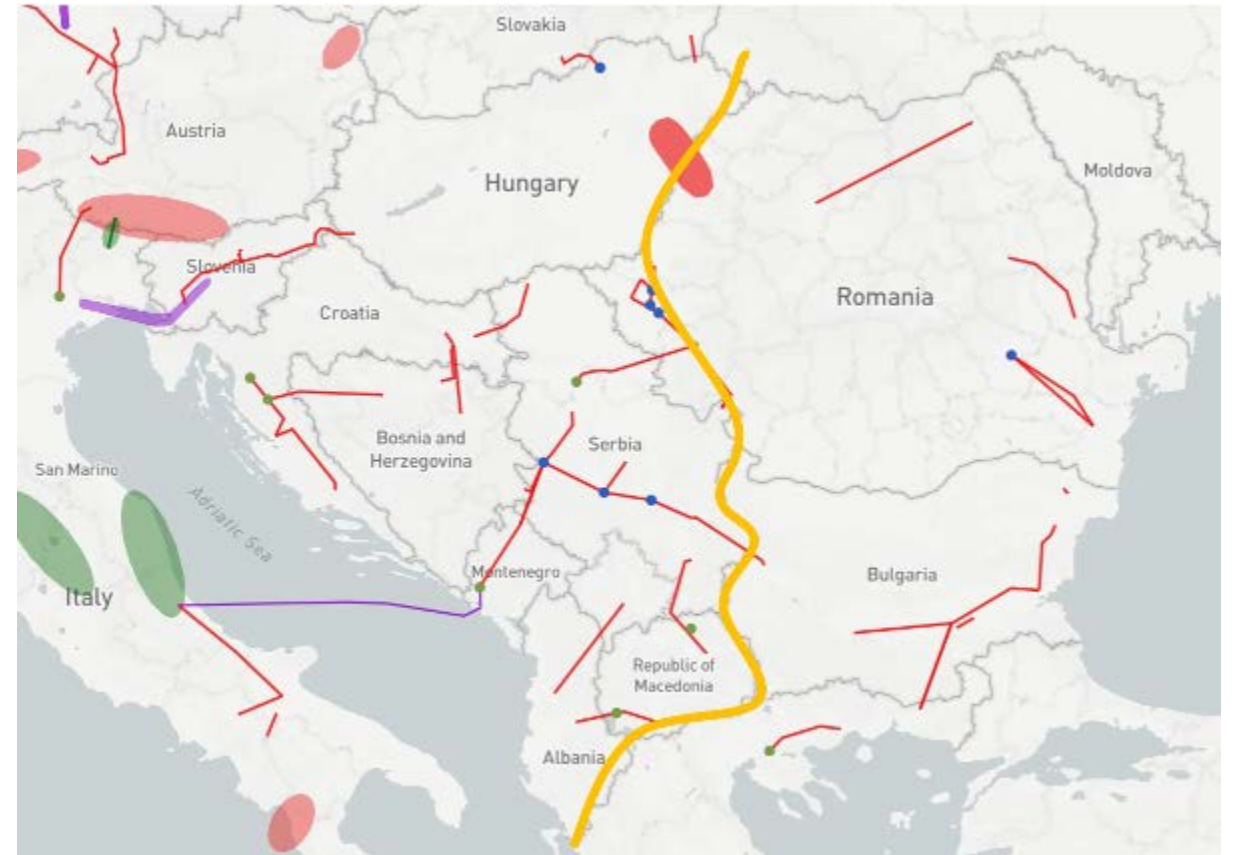 Slovakia
Austria
Moldova
Hungary
Slovenia
Romania
Croatia
Bosnia and
Herzegovina
Serbia
San Marino
Adriatic Sea
Montenegro
Bulgaria
Italy
Republic of
Macedonia
Albania